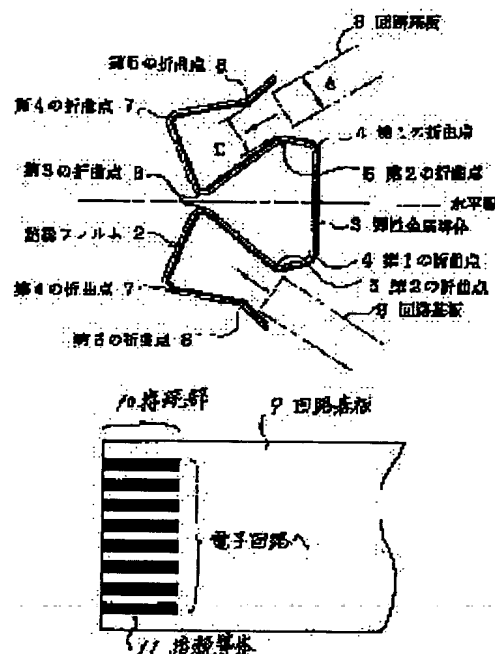 9 回路基板
第5の折曲点 8
第4の折曲点 7
d
C
4 第1の折曲点
5 第2の折曲点
第3の折曲点 6
水平面
絶縁フィルム 2
3 弾性金属導体
4 第1の折曲点
5 第2の折曲点
第4の折曲点 7
9 回路基板
第5の折曲点 8
10 接続部
9 回路基板
電子回路へ
11 接続導体